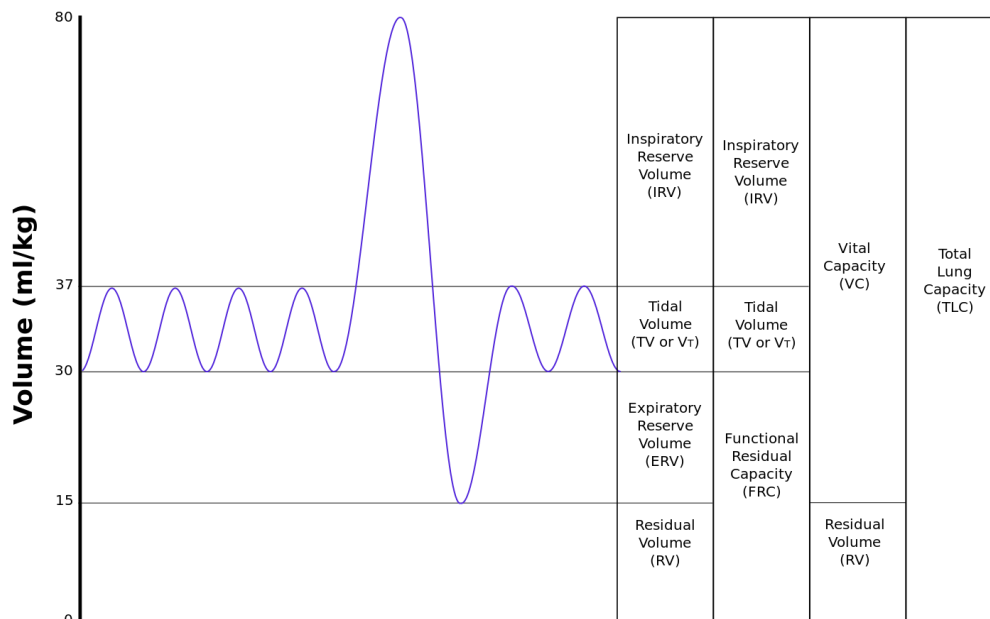 80
37
30
15
0
Volume (ml/kg)
Inspiratory
Reserve
Volume
(IRV)
Tidal
Volume
(TV or VT)
Expiratory
Reserve
Volume
(ERV)
Residual
Volume
(RV)
Inspiratory
Reserve
Volume
(IRV)
Tidal
Volume
(TV or VT)
Functional
Residual
Capacity
(FRC)
Vital
Capacity
(VC)
Residual
Volume
(RV)
Total
Lung
Capacity
(TLC)